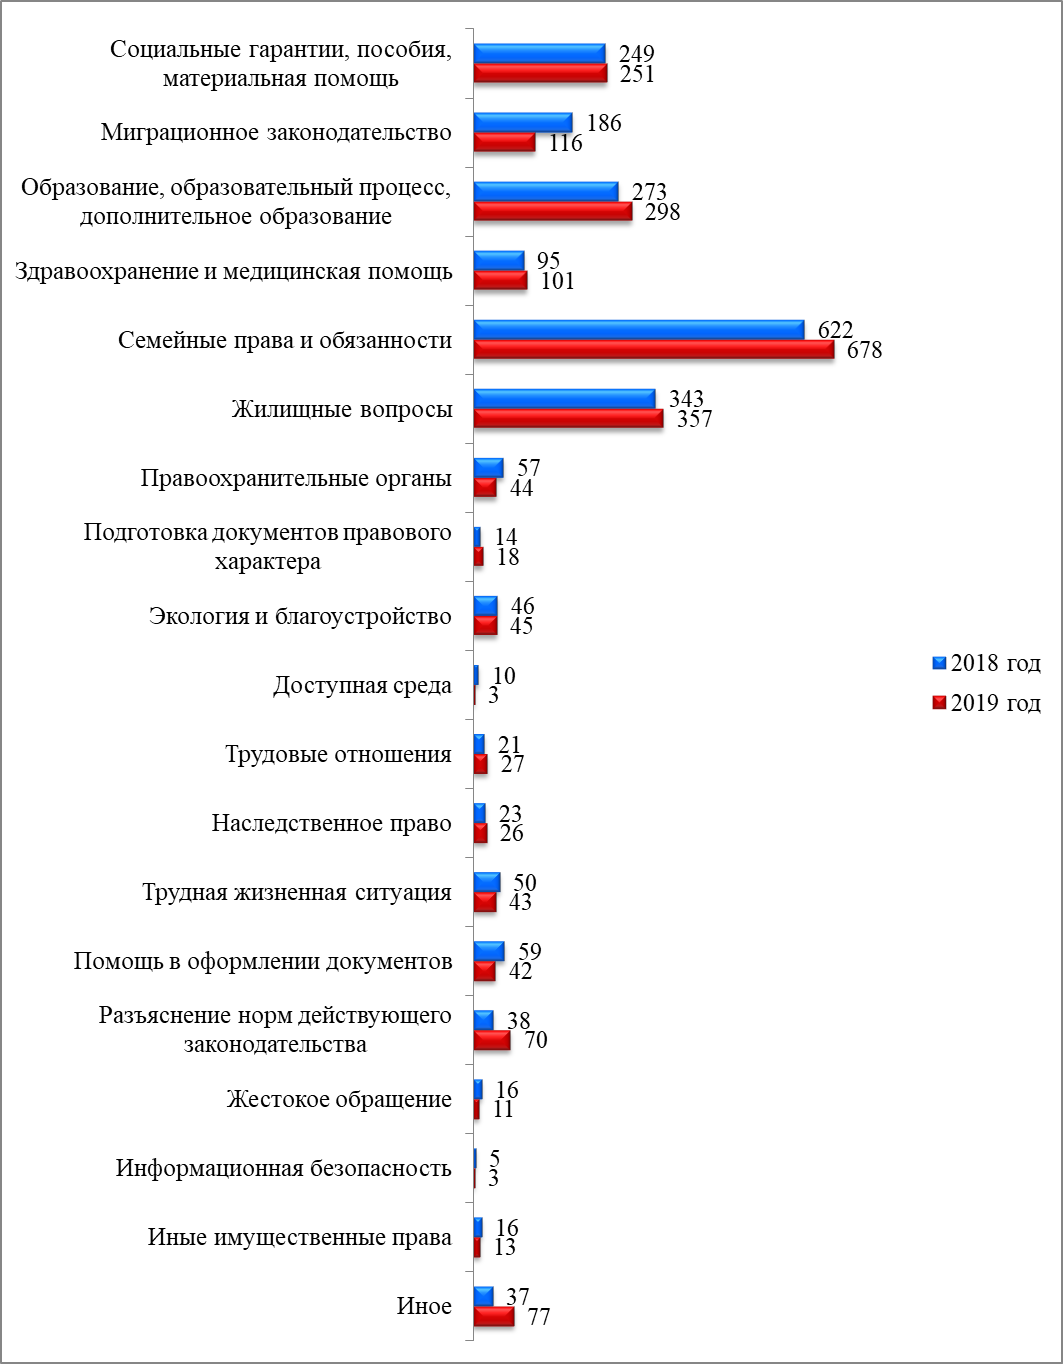 Социальные гарантии, пособия,
материальная помощь
249
251
Миграционное законодательство
186
116
Образование, образовательный процесс,
дополнительное образование
273
298
Здравоохранение и медицинская помощь
95
101
Семейные права и обязанности
622
678
Жилищные вопросы
343
357
Правоохранительные органы
57
44
Подготовка документов правового
характера
14
18
Экология и благоустройство
46
45
Доступная среда
10
3
2018 год
2019 год
Трудовые отношения
21
27
Наследственное право
23
26
Трудная жизненная ситуация
50
43
Помощь в оформлении документов
59
42
Разъяснение норм действующего
законодательства
38
70
Жестокое обращение
16
11
Информационная безопасность
5
3
Иные имущественные права
16
13
Иное
37
77